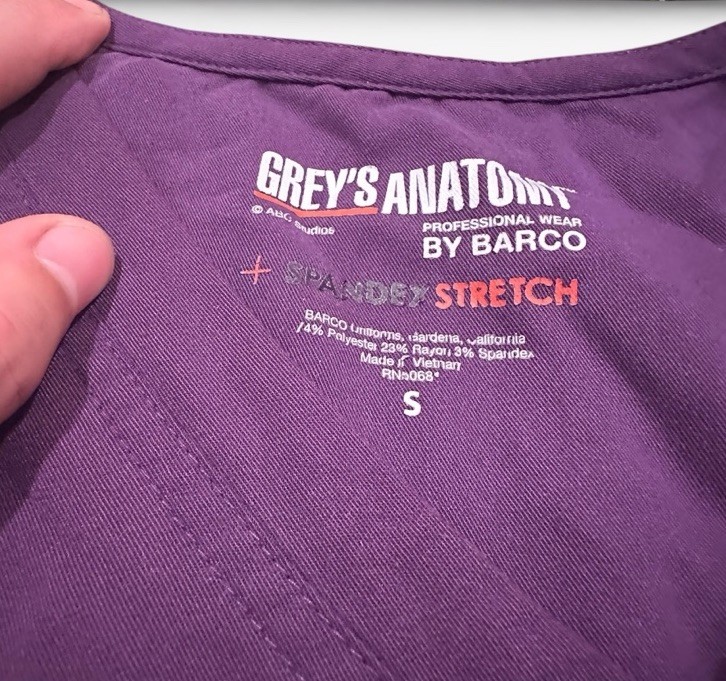 GREY'S ANATOMY™
© ABC Studios
PROFESSIONAL WEAR
BY BARCO
+ SPANDEX STRETCH
BARCO Uniforms, Gardena, California
74% Polyester 23% Rayon 3% Spandex
Made in Vietnam
S